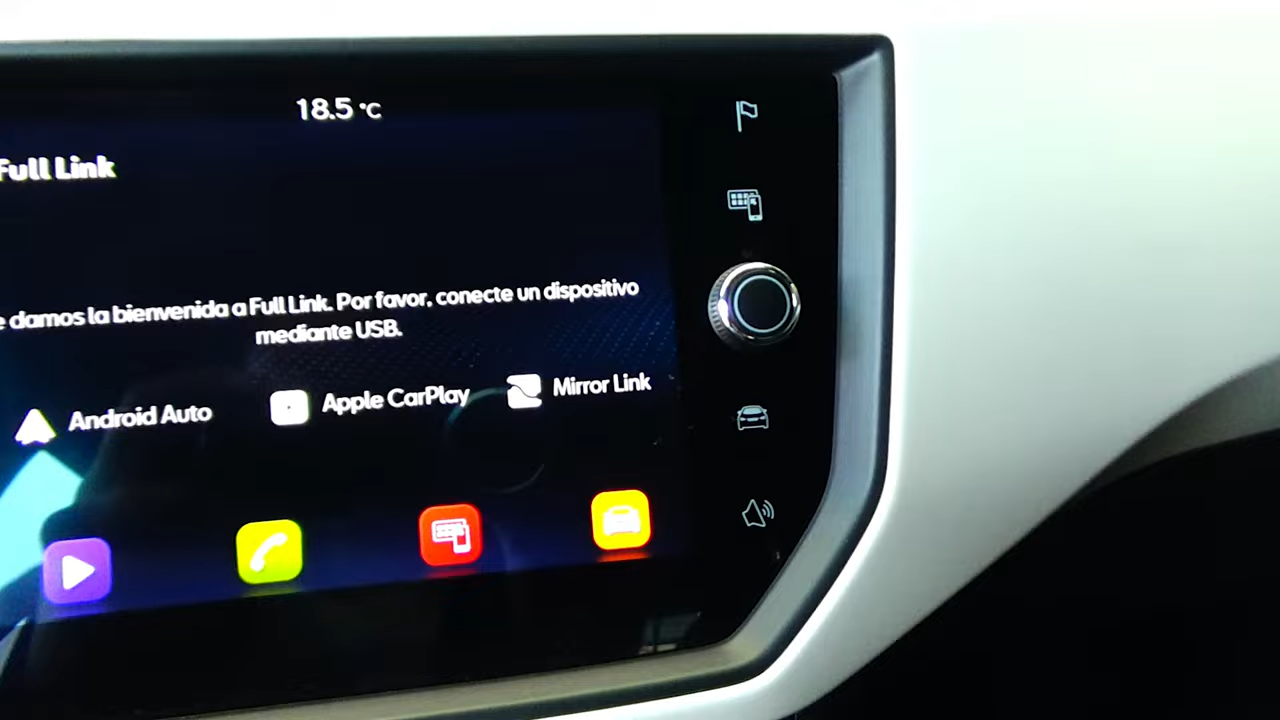 18.5 °C
Full Link
damos la bienvenida a Full Link. Por favor, conecte un dispositivo
mediante USB.
Android Auto
Apple CarPlay
Mirror Link